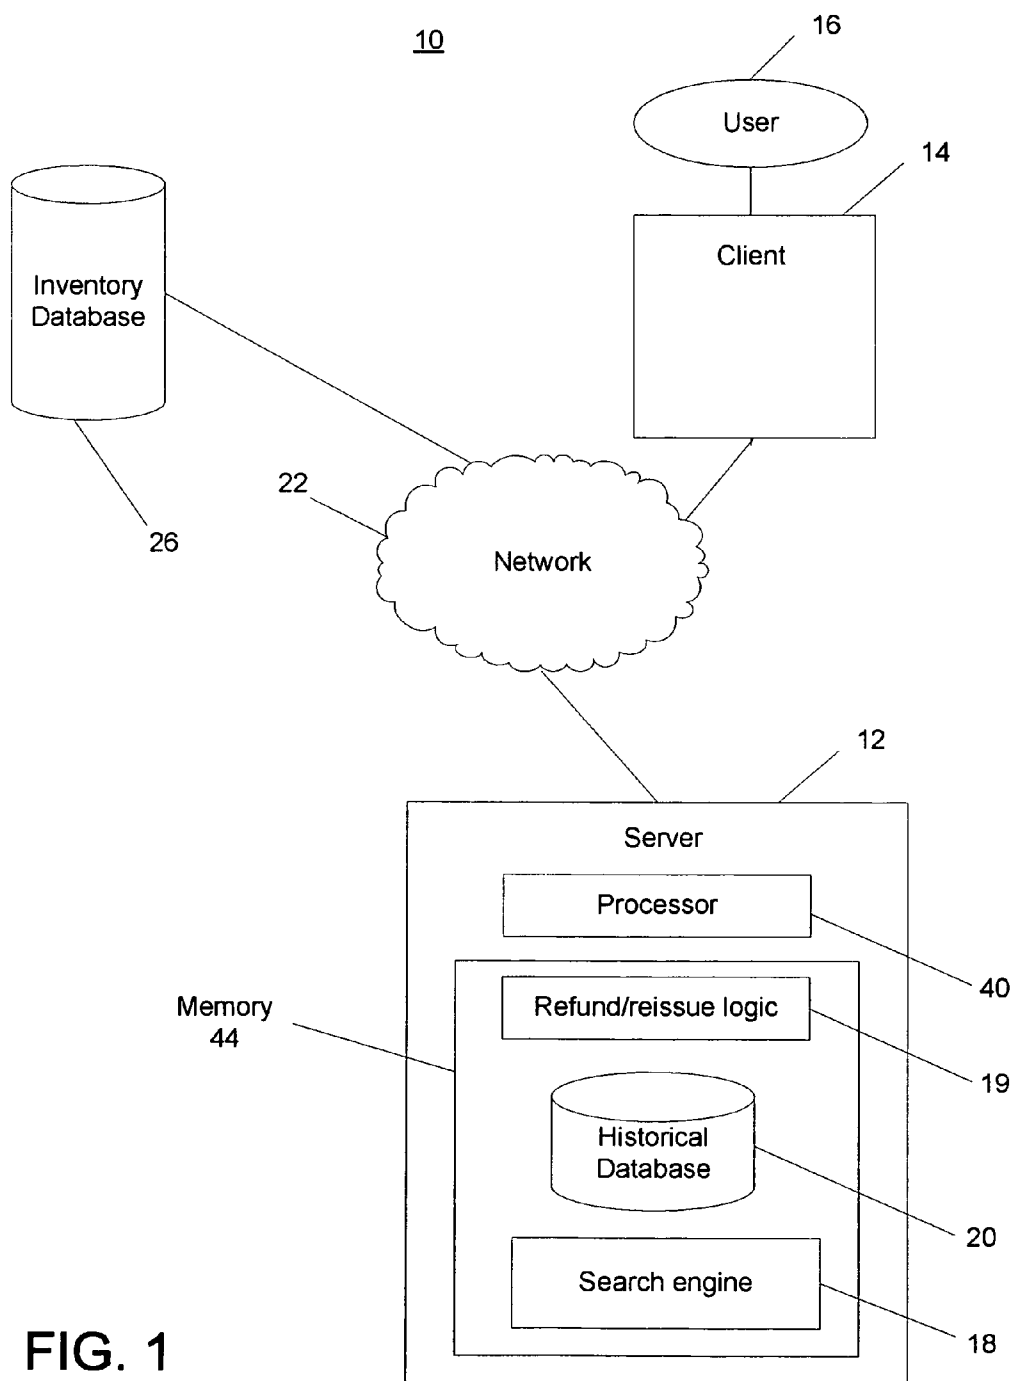 10
16
User
14
Client
Inventory
Database
22
26
Network
12
Server
Processor
40
Memory
44
Refund/reissue logic
19
Historical
Database
20
Search engine
18
FIG. 1